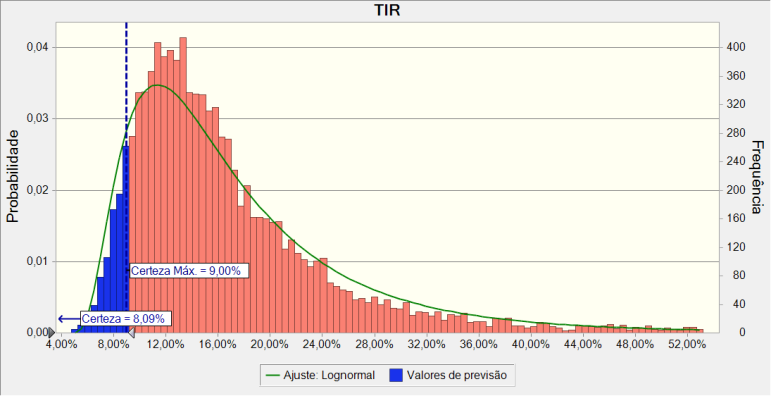 TIR
Probabilidade
0,04
0,03
0,02
0,01
0,00
Frequência
400
360
320
280
240
200
160
120
80
40
0
Certeza Máx. = 9,00%
Certeza = 8,09%
4,00% 8,00% 12,00% 16,00% 20,00% 24,00% 28,00% 32,00% 36,00% 40,00% 44,00% 48,00% 52,00%
Ajuste: Lognormal Valores de previsão